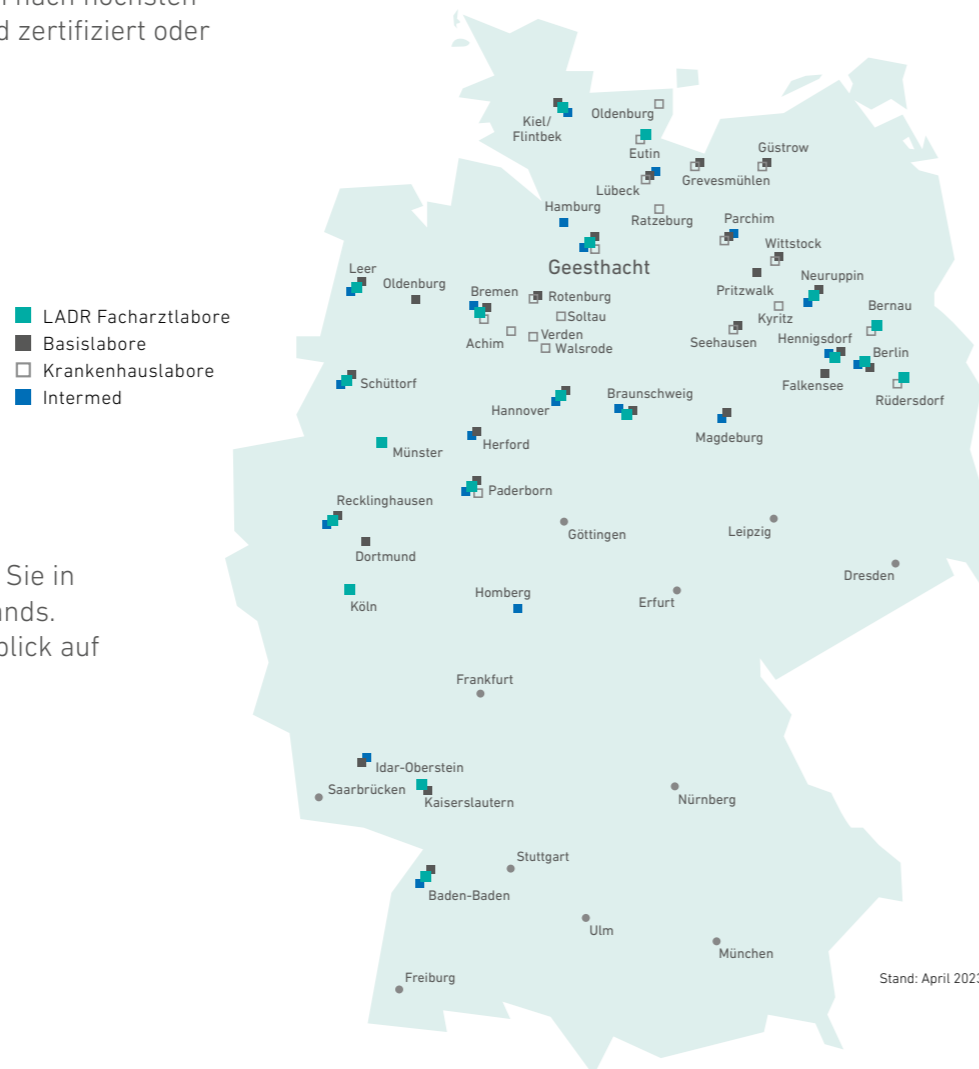 nach höchsten
d zertifiziert oder
LADR Facharztlabore
Basislabore
Krankenhauslabore
Intermed
Sie in
ands.
blick auf
Kiel/
Flintbek
Oldenburg
Eutin
Lübeck
Grevesmühlen
Güstrow
Hamburg
Ratzeburg
Parchim
Wittstock
Geesthacht
Leer
Oldenburg
Bremen
Rotenburg
Soltau
Achim
Verden
Walsrode
Pritzwalk
Neuruppin
Kyritz
Bernau
Seehausen
Hennigsdorf
Berlin
Falkensee
Rüdersdorf
Schüttorf
Hannover
Braunschweig
Magdeburg
Münster
Herford
Recklinghausen
Paderborn
Göttingen
Leipzig
Dortmund
Dresden
Köln
Homberg
Erfurt
Frankfurt
Idar-Oberstein
Saarbrücken
Kaiserslautern
Nürnberg
Stuttgart
Baden-Baden
Ulm
München
Freiburg
Stand: April 2023